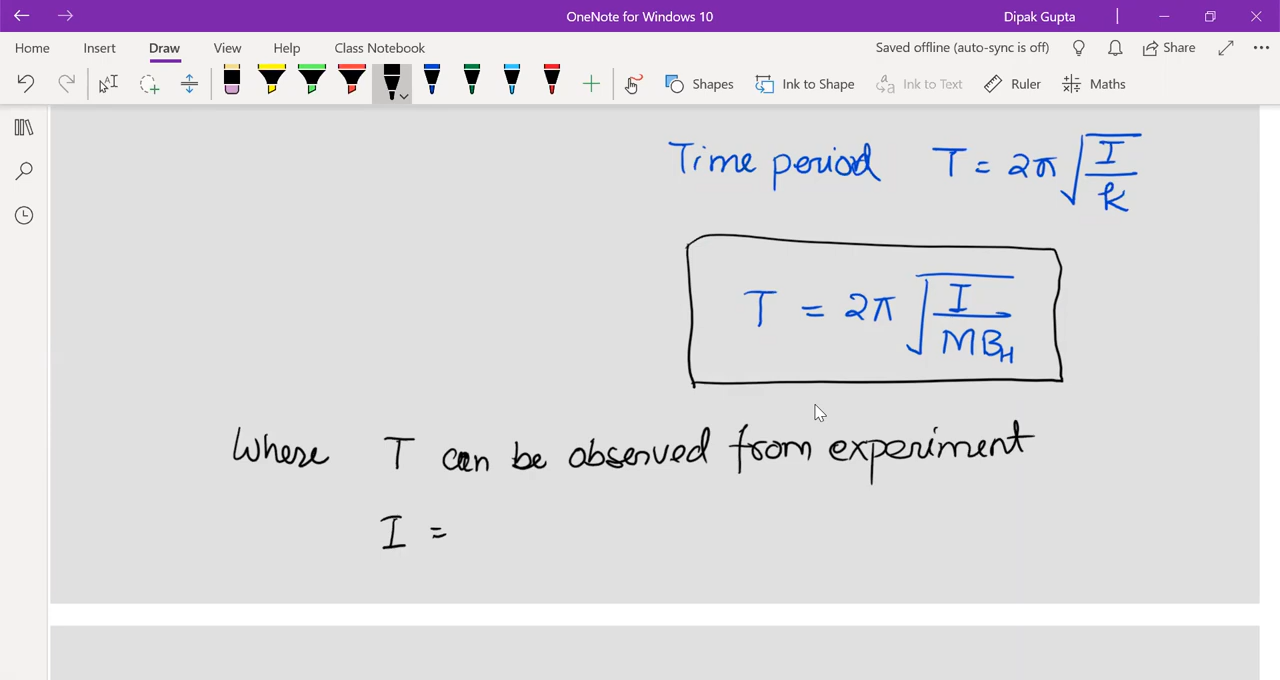 OneNote for Windows 10
Dipak Gupta
Home Insert Draw View Help Class Notebook
Saved offline (auto-sync is off)
Share
Shapes
Ink to Shape
Ink to Text
Ruler
Maths
Time period T = 2π √(I/k)
T = 2π √(I/MB_H)
Where T can be observed from experiment
I =